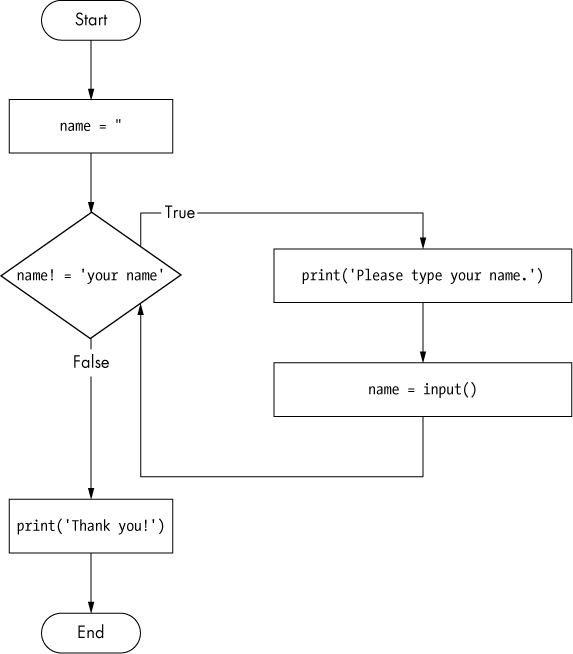 Start
name = "
True
name! = 'your name'
print('Please type your name.')
False
name = input()
print('Thank you!')
End